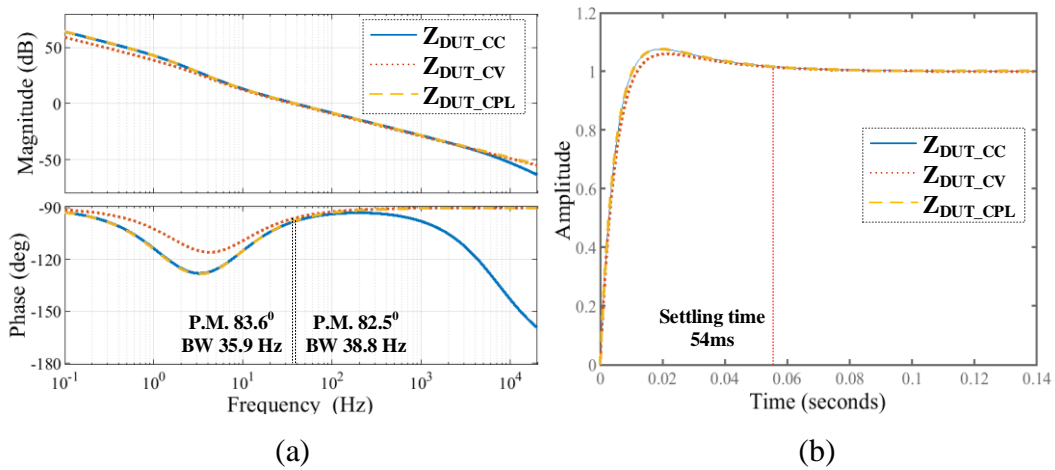 Magnitude (dB)
50
0
-50
Z_DUT_CC
Z_DUT_CV
Z_DUT_CPL
Phase (deg)
-90
-120
-150
-180
P.M. 83.6⁰
BW 35.9 Hz
P.M. 82.5⁰
BW 38.8 Hz
10⁻¹ 10⁰ 10¹ 10² 10³ 10⁴
Frequency (Hz)
(a)
Amplitude
1.2
1
0.8
0.6
0.4
0.2
0
Z_DUT_CC
Z_DUT_CV
Z_DUT_CPL
Settling time
54ms
0 0.02 0.04 0.06 0.08 0.1 0.12 0.14
Time (seconds)
(b)